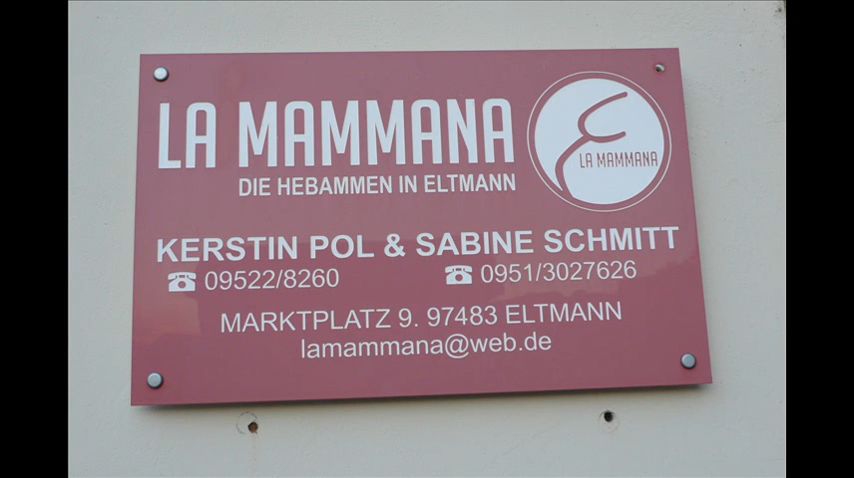 LA MAMMANA
LA MAMMANA
DIE HEBAMMEN IN ELTMANN
KERSTIN POL & SABINE SCHMITT
☎ 09522/8260 ☎ 0951/3027626
MARKTPLATZ 9. 97483 ELTMANN
lamammana@web.de